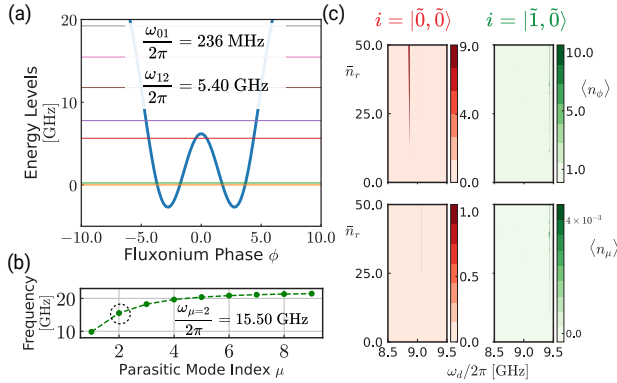 (a)
ω01/2π = 236 MHz
ω12/2π = 5.40 GHz
Energy Levels
[GHz]
20
10
0
−10.0 −5.0 0.0 5.0 10.0
Fluxonium Phase ϕ
(b)
Frequency
[GHz]
20
10
ωμ=2/2π = 15.50 GHz
2 4 6 8
Parasitic Mode Index μ
(c)
i = |0̃, 0̃⟩
i = |1̃, 0̃⟩
50.0
n̄r
25.0
0.0
9.0
6.0
4.0
2.0
0.0
10.0
5.0
1.0
⟨nϕ⟩
50.0
n̄r
25.0
0.0
1.0
0.5
0.0
4 × 10⁻³
0.0
⟨nμ⟩
8.5 9.0 9.5
8.5 9.0 9.5
ωd/2π [GHz]